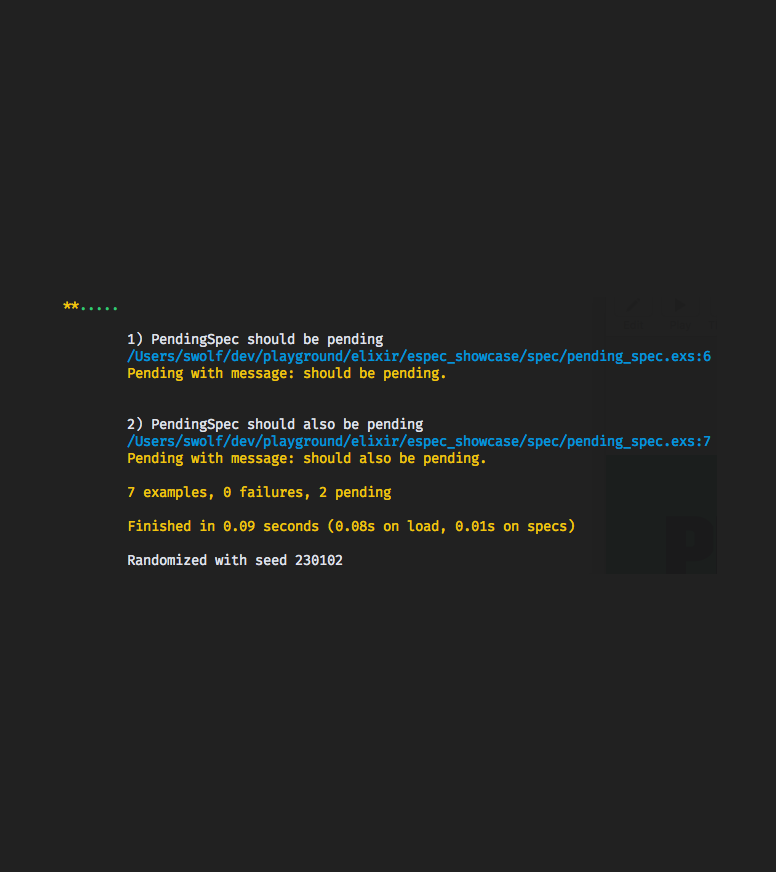 **.....
1) PendingSpec should be pending
/Users/swolf/dev/playground/elixir/espec_showcase/spec/pending_spec.exs:6
Pending with message: should be pending.
2) PendingSpec should also be pending
/Users/swolf/dev/playground/elixir/espec_showcase/spec/pending_spec.exs:7
Pending with message: should also be pending.
7 examples, 0 failures, 2 pending
Finished in 0.09 seconds (0.08s on load, 0.01s on specs)
Randomized with seed 230102